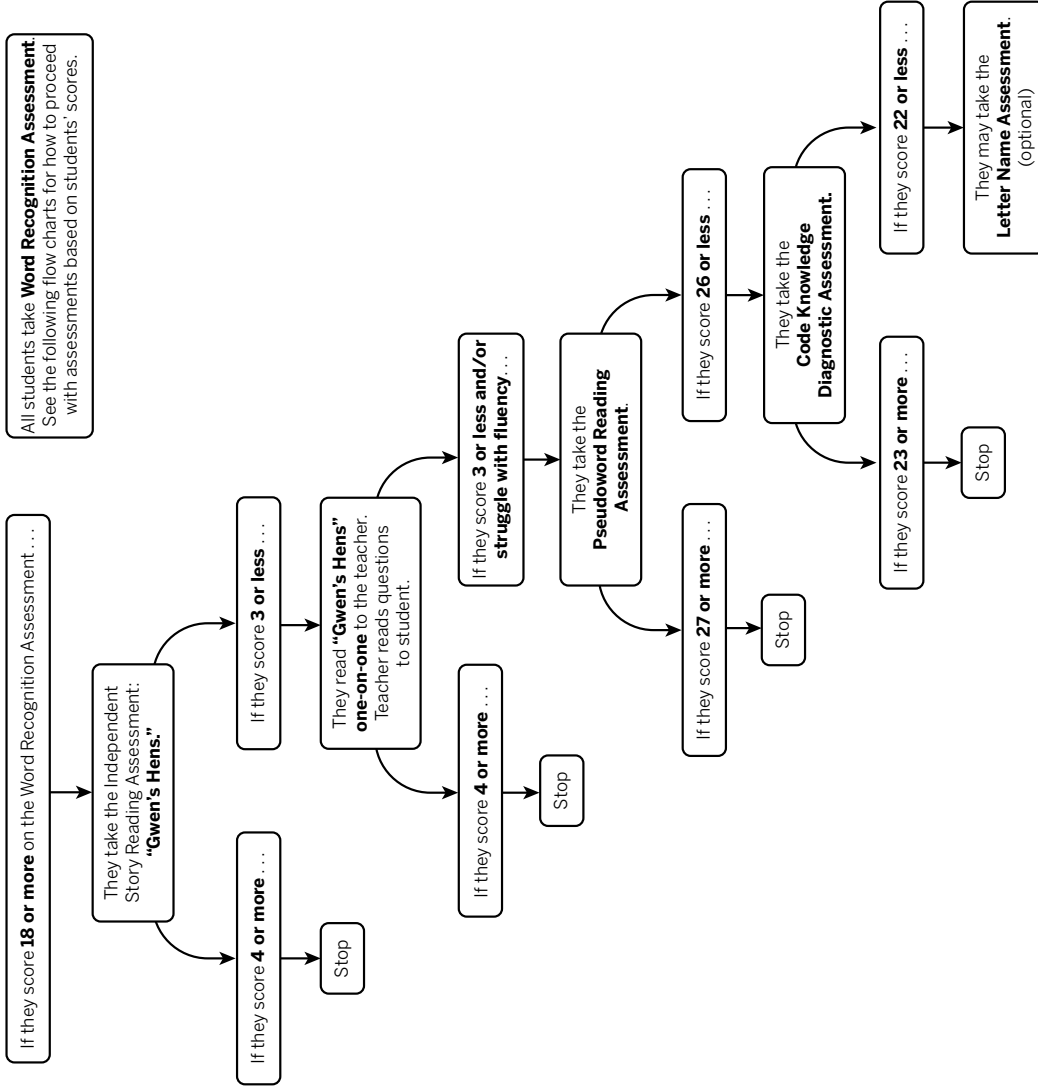 All students take Word Recognition Assessment.
See the following flow charts for how to proceed
with assessments based on students’ scores.
If they score 18 or more on the Word Recognition Assessment . . .
They take the Independent
Story Reading Assessment:
“Gwen’s Hens.”
If they score 4 or more . . .
Stop
If they score 3 or less . . .
They read “Gwen’s Hens”
one-on-one to the teacher.
Teacher reads questions
to student.
If they score 4 or more . . .
Stop
If they score 3 or less and/or
struggle with fluency. . .
They take the
Pseudoword Reading
Assessment.
If they score 27 or more . . .
Stop
If they score 26 or less . . .
They take the
Code Knowledge
Diagnostic Assessment.
If they score 23 or more . . .
Stop
If they score 22 or less . . .
They may take the
Letter Name Assessment.
(optional)